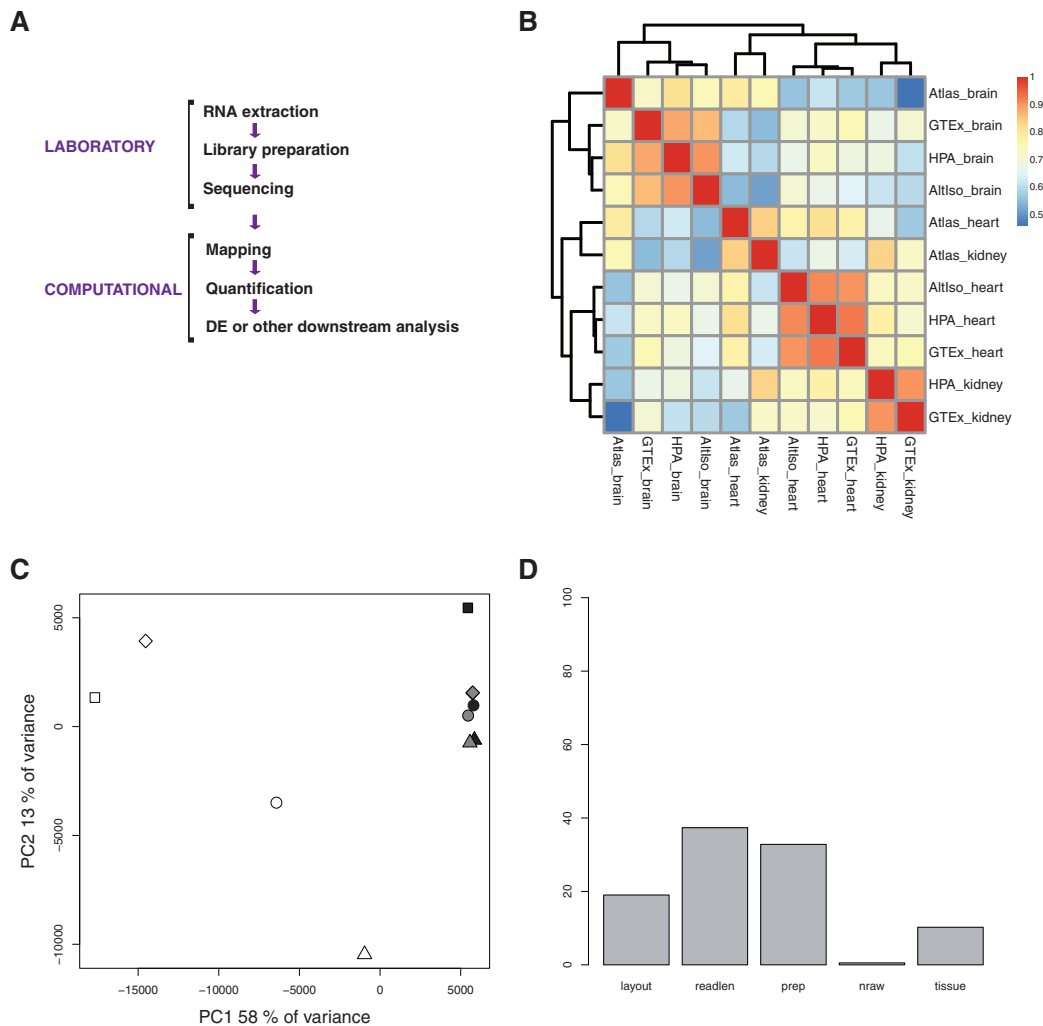 A
LABORATORY
RNA extraction
Library preparation
Sequencing
COMPUTATIONAL
Mapping
Quantification
DE or other downstream analysis
B
Atlas_brain
GTEx_brain
HPA_brain
AltIso_brain
Atlas_heart
Atlas_kidney
AltIso_heart
HPA_heart
GTEx_heart
HPA_kidney
GTEx_kidney
1
0.9
0.8
0.7
0.6
0.5
Atlas_brain
GTEx_brain
HPA_brain
AltIso_brain
Atlas_heart
Atlas_kidney
AltIso_heart
HPA_heart
GTEx_heart
HPA_kidney
GTEx_kidney
C
PC2 13 % of variance
5000
0
−5000
−10000
−15000 −10000 −5000 0 5000
PC1 58 % of variance
D
100
80
60
40
20
0
layout readlen prep nraw tissue